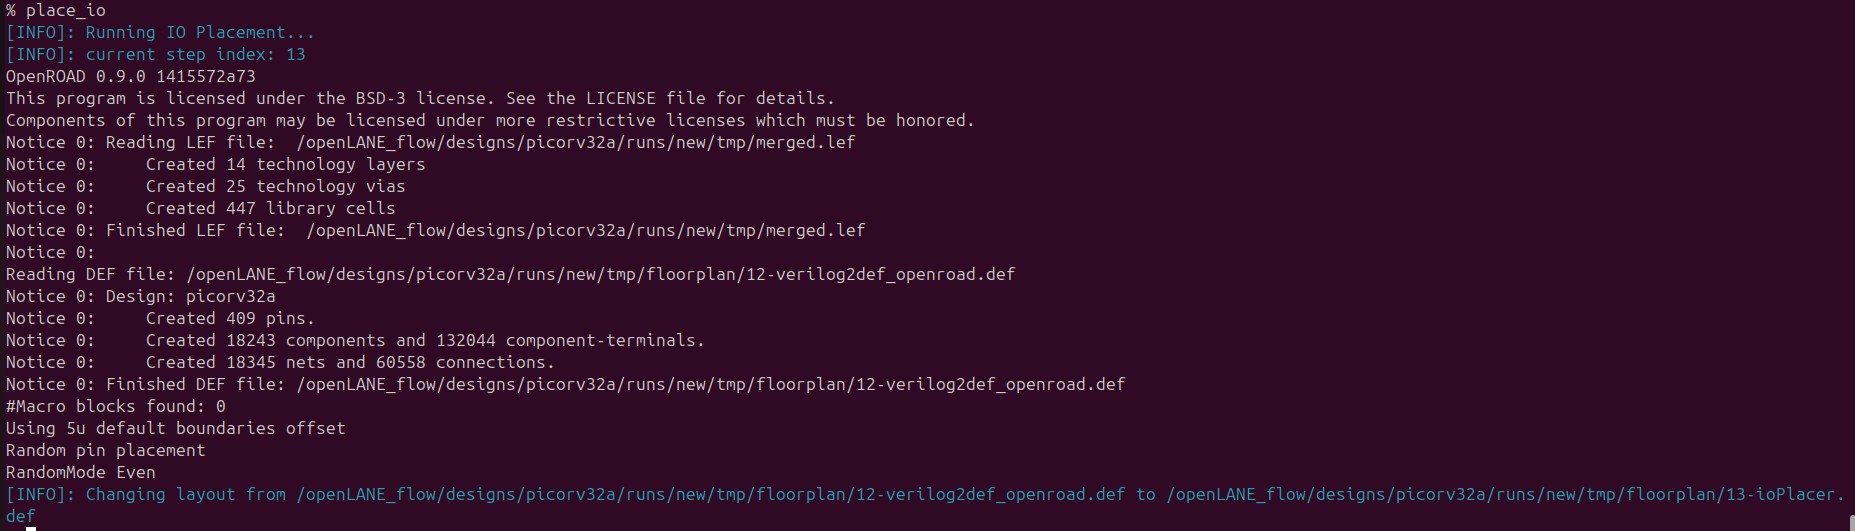 % place_io
[INFO]: Running IO Placement...
[INFO]: current step index: 13
OpenROAD 0.9.0 1415572a73
This program is licensed under the BSD-3 license. See the LICENSE file for details.
Components of this program may be licensed under more restrictive licenses which must be honored.
Notice 0: Reading LEF file:  /openLANE_flow/designs/picorv32a/runs/new/tmp/merged.lef
Notice 0:     Created 14 technology layers
Notice 0:     Created 25 technology vias
Notice 0:     Created 447 library cells
Notice 0: Finished LEF file:  /openLANE_flow/designs/picorv32a/runs/new/tmp/merged.lef
Notice 0:
Reading DEF file: /openLANE_flow/designs/picorv32a/runs/new/tmp/floorplan/12-verilog2def_openroad.def
Notice 0: Design: picorv32a
Notice 0:     Created 409 pins.
Notice 0:     Created 18243 components and 132044 component-terminals.
Notice 0:     Created 18345 nets and 60558 connections.
Notice 0: Finished DEF file: /openLANE_flow/designs/picorv32a/runs/new/tmp/floorplan/12-verilog2def_openroad.def
#Macro blocks found: 0
Using 5u default boundaries offset
Random pin placement
RandomMode Even
[INFO]: Changing layout from /openLANE_flow/designs/picorv32a/runs/new/tmp/floorplan/12-verilog2def_openroad.def to /openLANE_flow/designs/picorv32a/runs/new/tmp/floorplan/13-ioPlacer.
def